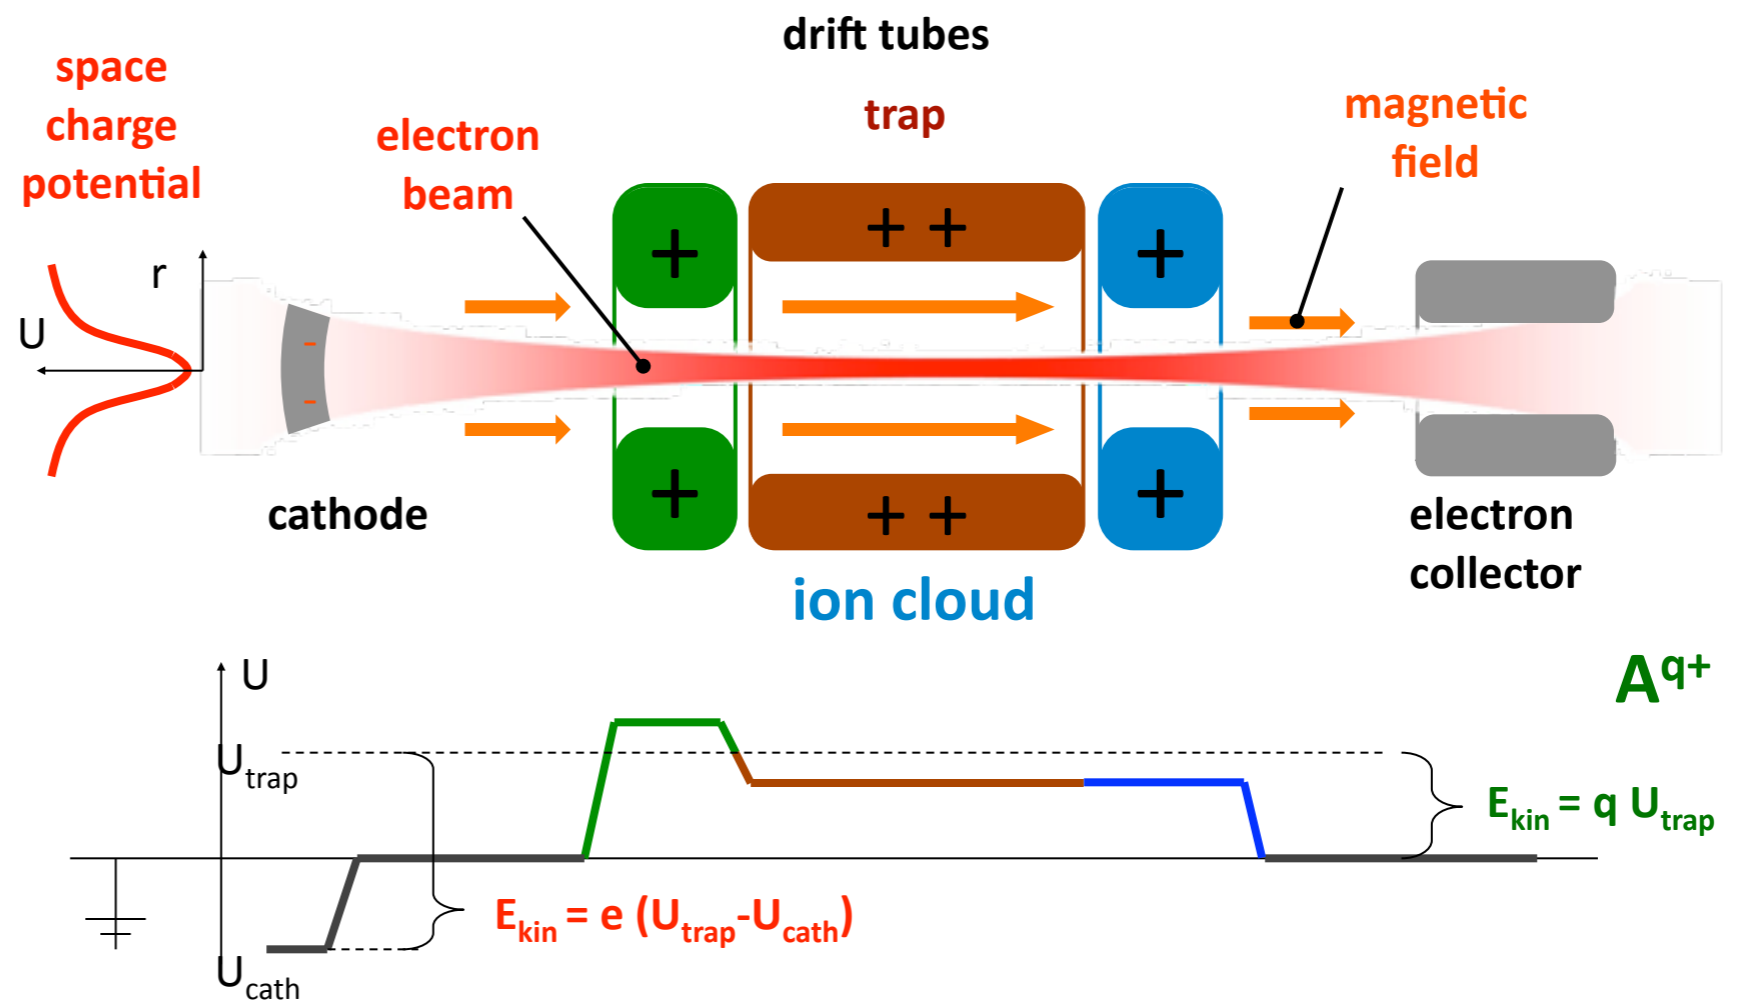 drift tubes
trap
space
charge
potential
electron
beam
magnetic
field
r
U
+
+ +
+
-
-
+
+ +
+
cathode
electron
collector
ion cloud
U
A^q+
U_trap
E_kin = q U_trap
E_kin = e (U_trap-U_cath)
U_cath